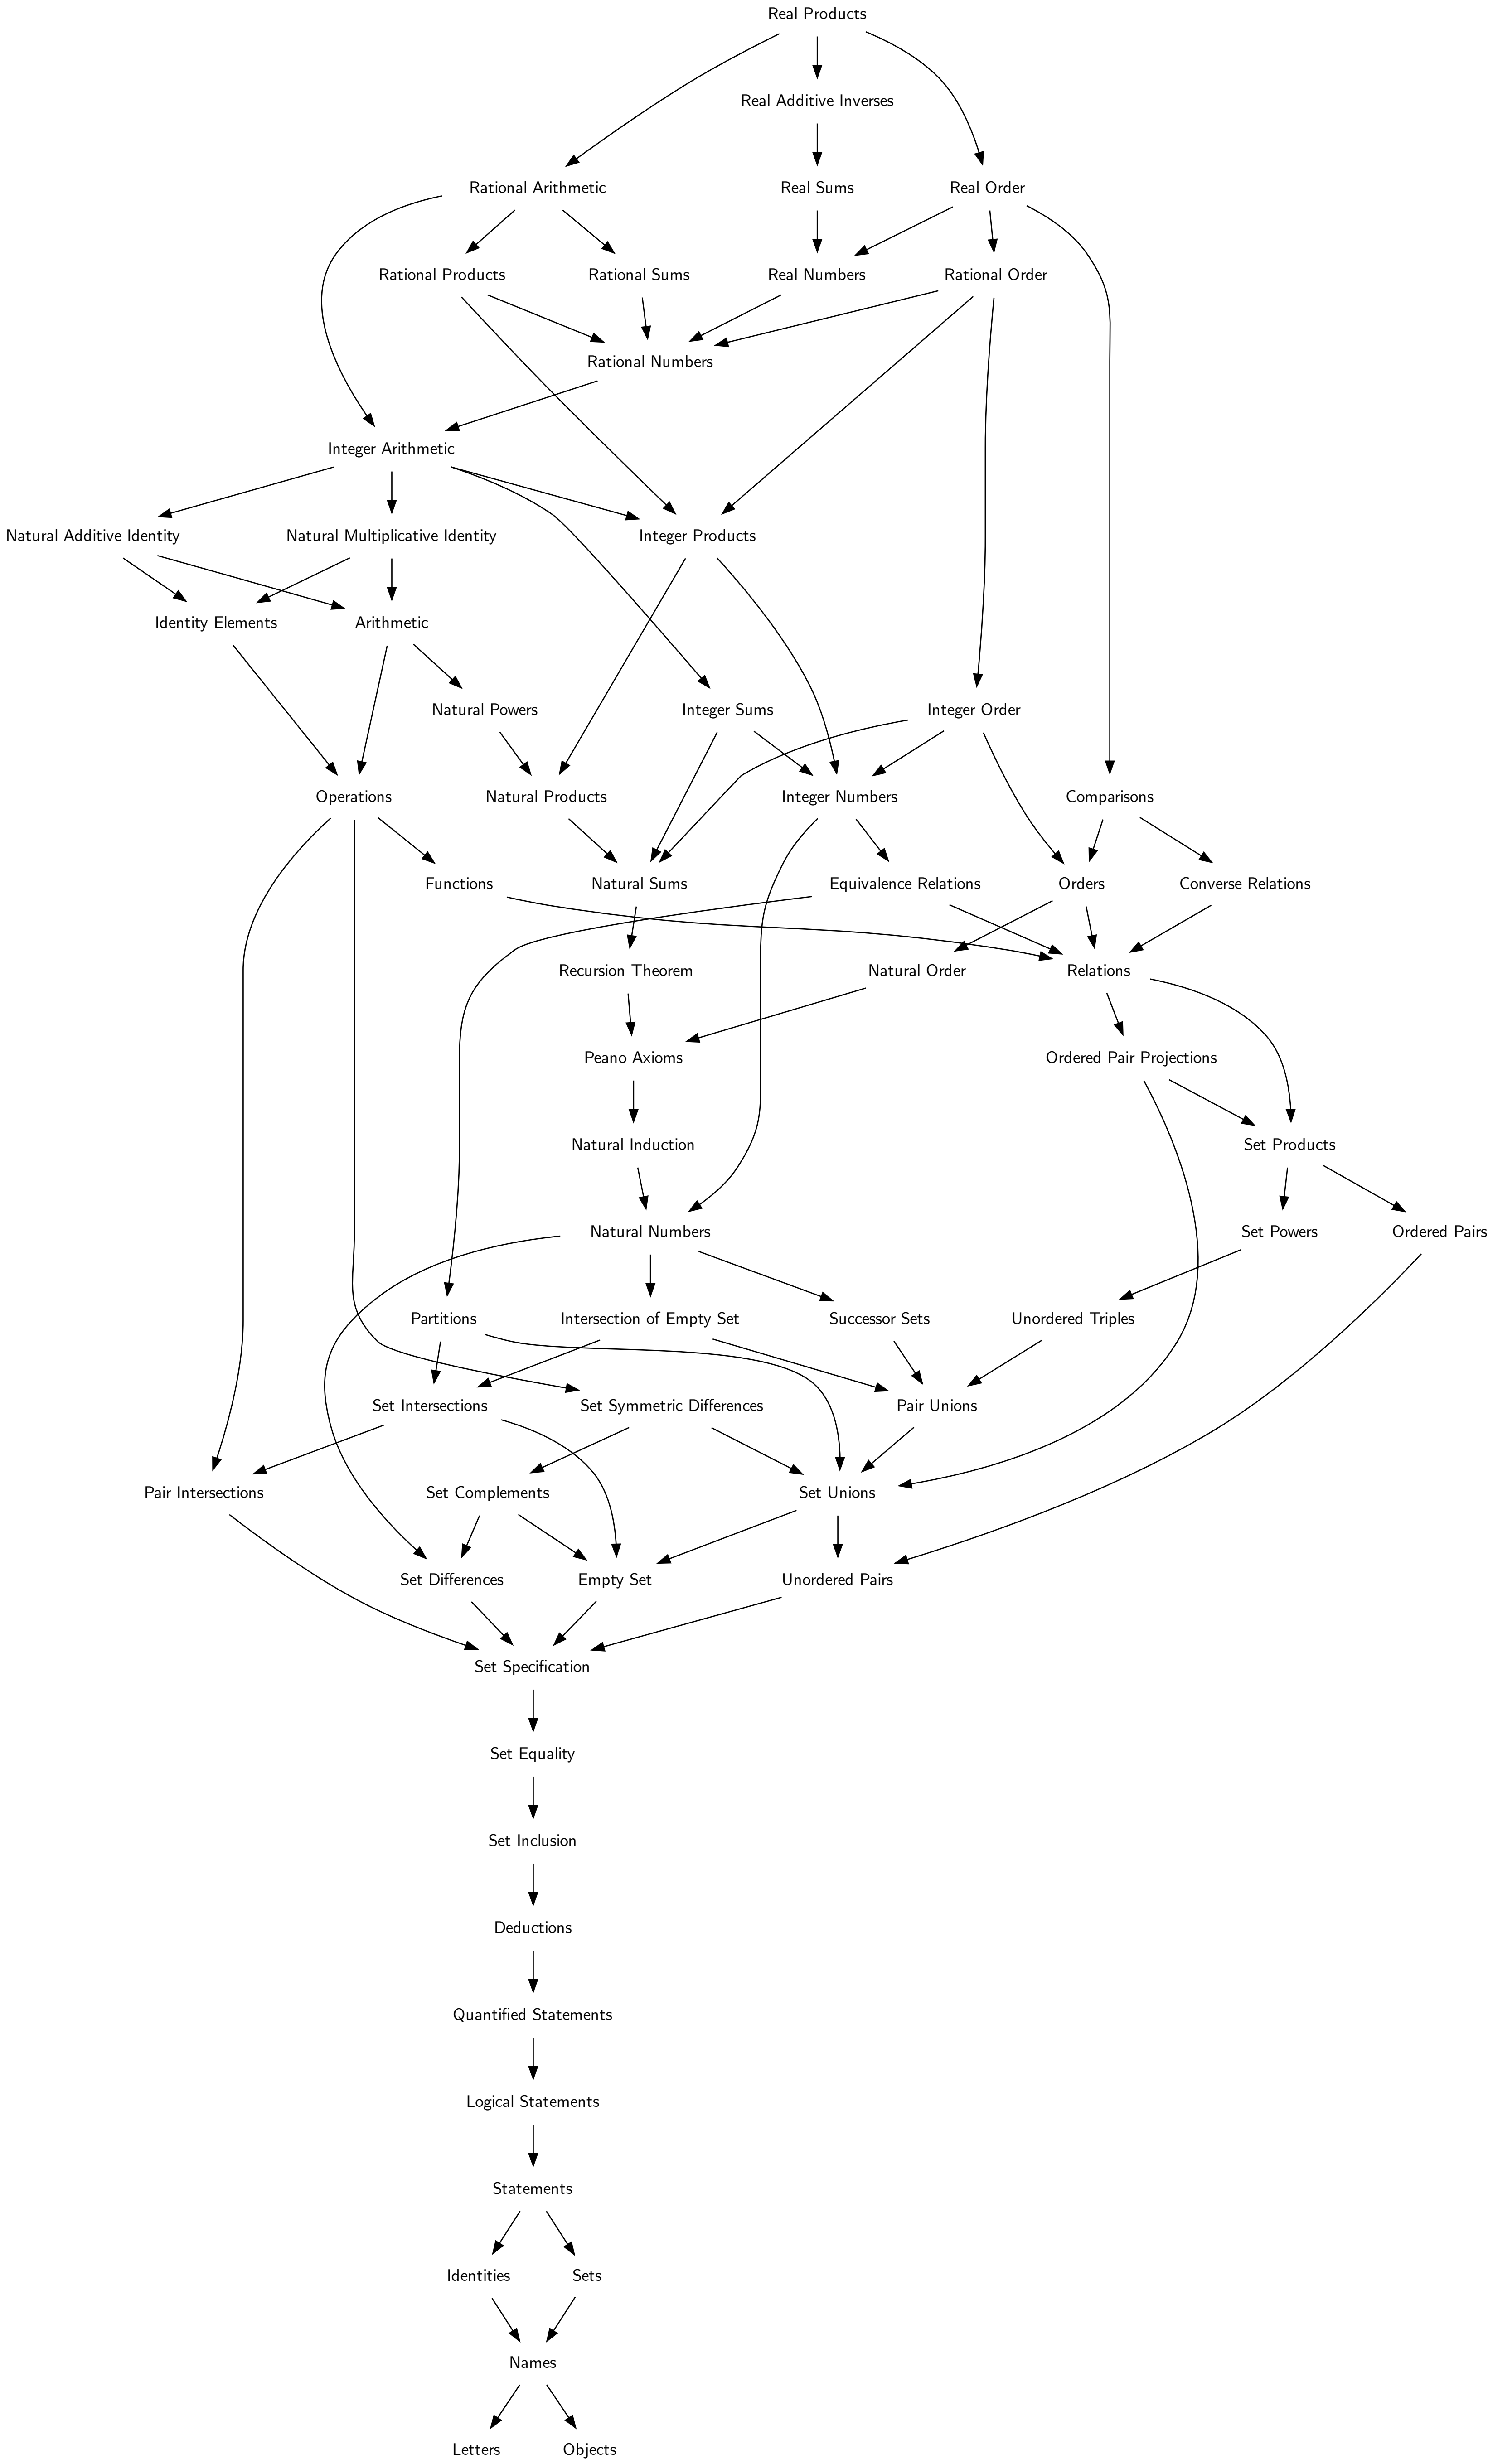 Real Products
Real Additive Inverses
Rational Arithmetic
Real Sums
Real Order
Rational Products
Rational Sums
Real Numbers
Rational Order
Rational Numbers
Integer Arithmetic
Natural Additive Identity
Natural Multiplicative Identity
Integer Products
Identity Elements
Arithmetic
Natural Powers
Integer Sums
Integer Order
Operations
Natural Products
Integer Numbers
Comparisons
Functions
Natural Sums
Equivalence Relations
Orders
Converse Relations
Recursion Theorem
Natural Order
Relations
Peano Axioms
Ordered Pair Projections
Natural Induction
Set Products
Natural Numbers
Set Powers
Ordered Pairs
Partitions
Intersection of Empty Set
Successor Sets
Unordered Triples
Set Intersections
Set Symmetric Differences
Pair Unions
Pair Intersections
Set Complements
Set Unions
Set Differences
Empty Set
Unordered Pairs
Set Specification
Set Equality
Set Inclusion
Deductions
Quantified Statements
Logical Statements
Statements
Identities
Sets
Names
Letters
Objects